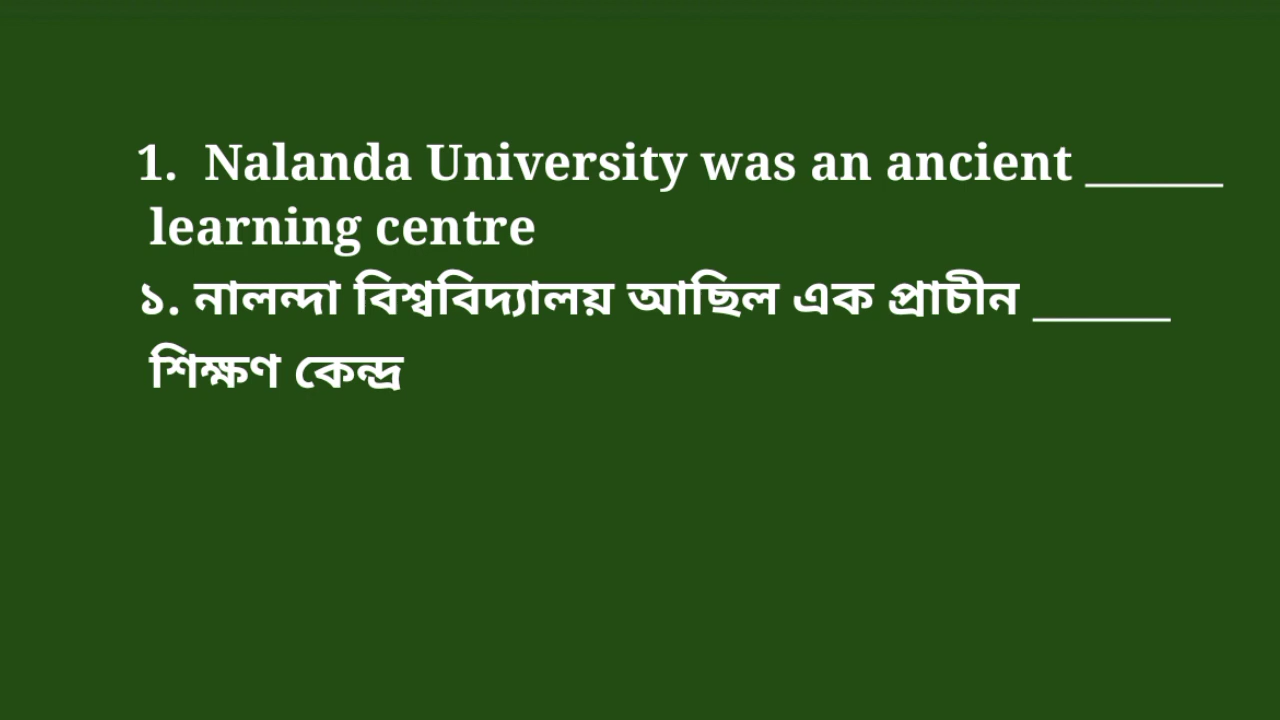 1. Nalanda University was an ancient ______
learning centre
১. নালন্দা বিশ্ববিদ্যালয় আছিল এক প্ৰাচীন ______
শিক্ষণ কেন্দ্ৰ